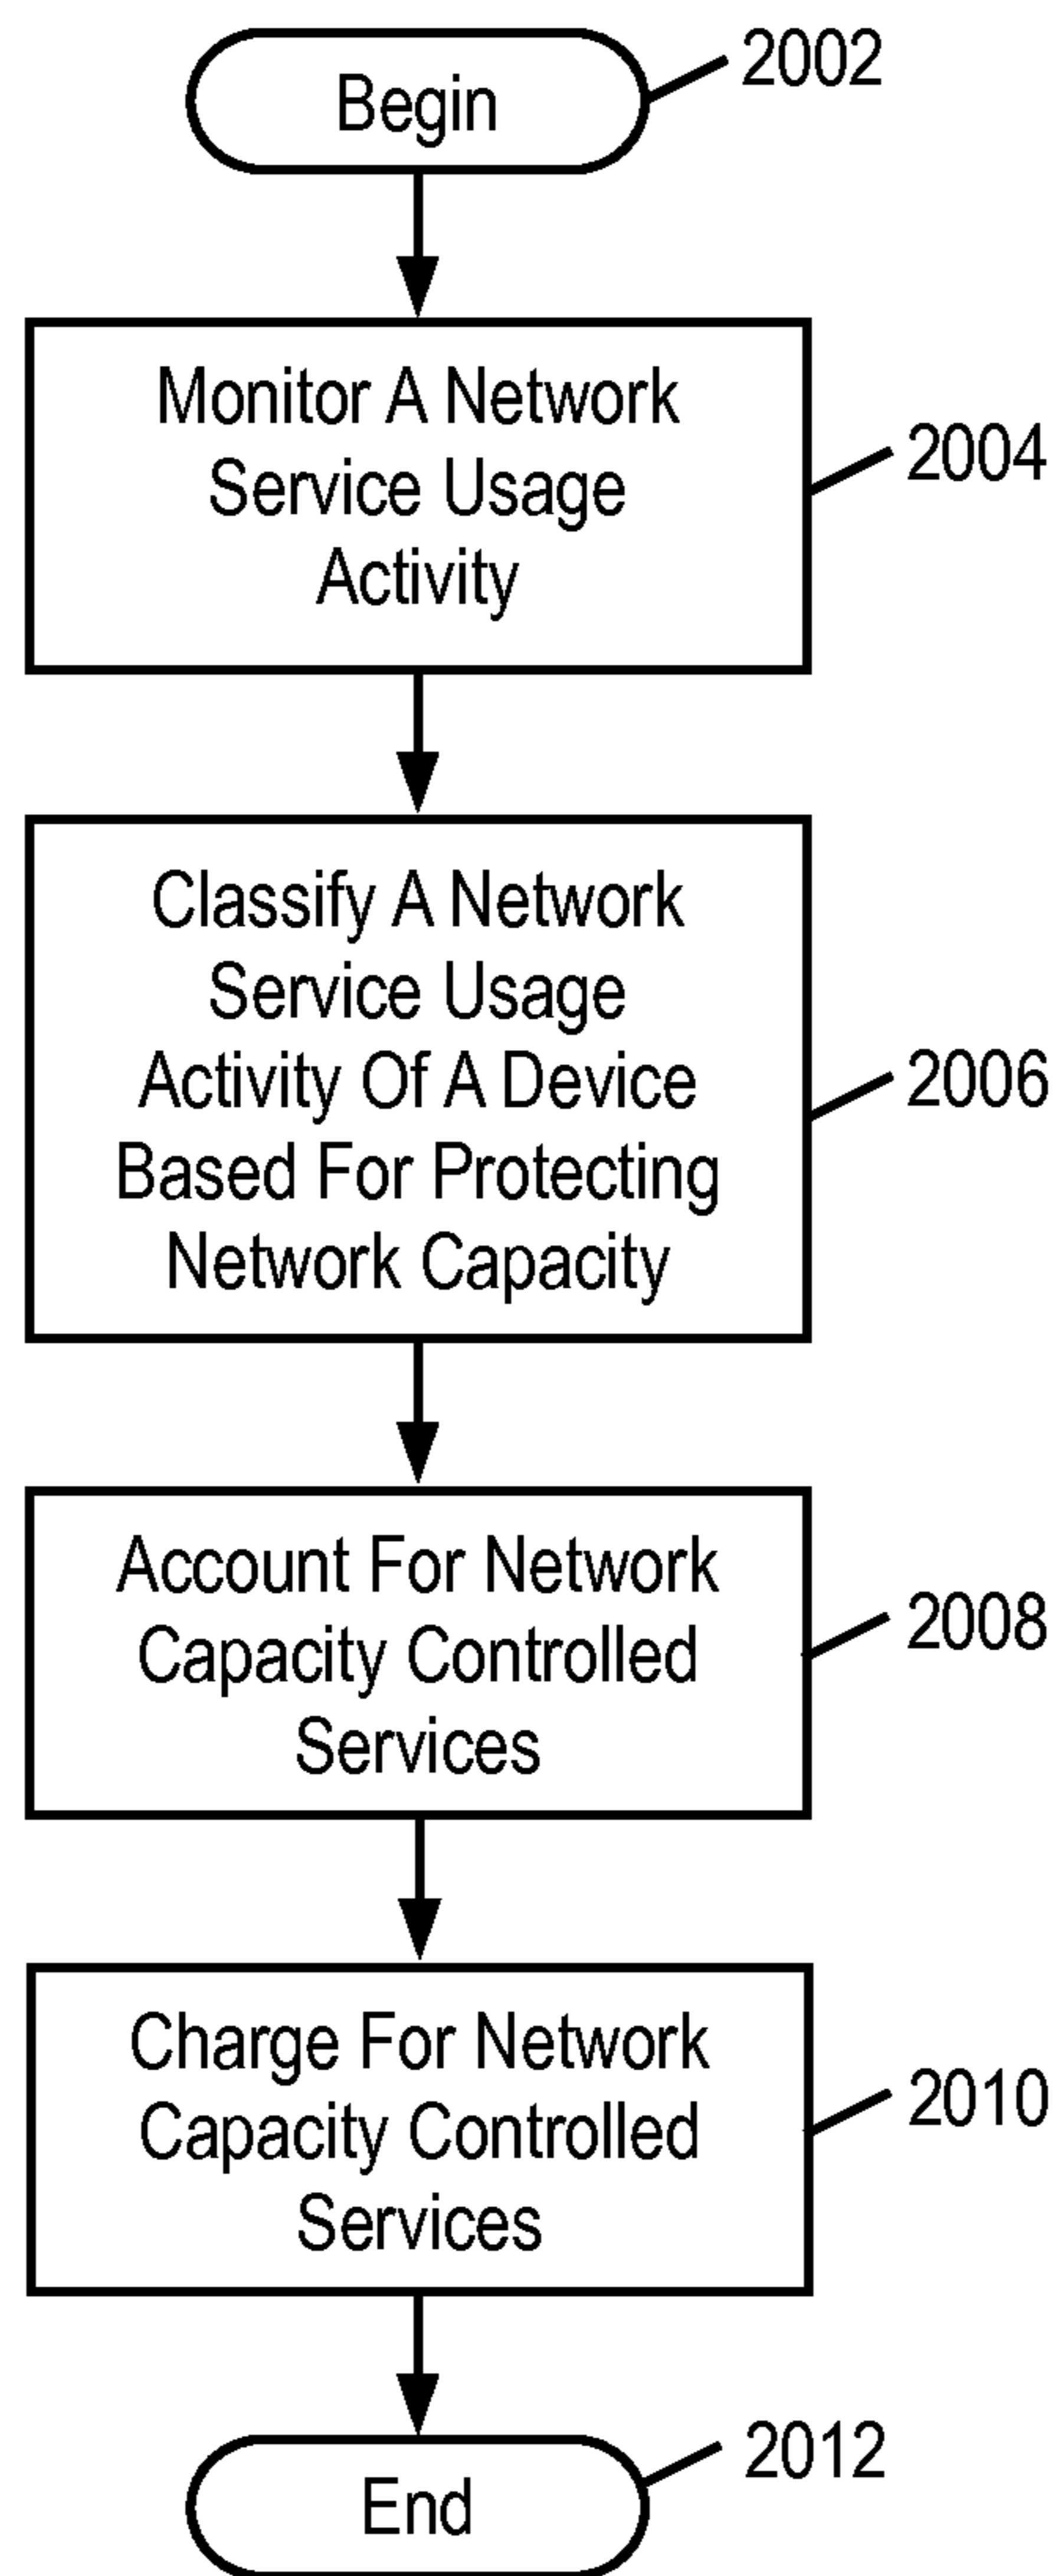 Begin
2002
Monitor A Network
Service Usage
Activity
2004
Classify A Network
Service Usage
Activity Of A Device
Based For Protecting
Network Capacity
2006
Account For Network
Capacity Controlled
Services
2008
Charge For Network
Capacity Controlled
Services
2010
End
2012